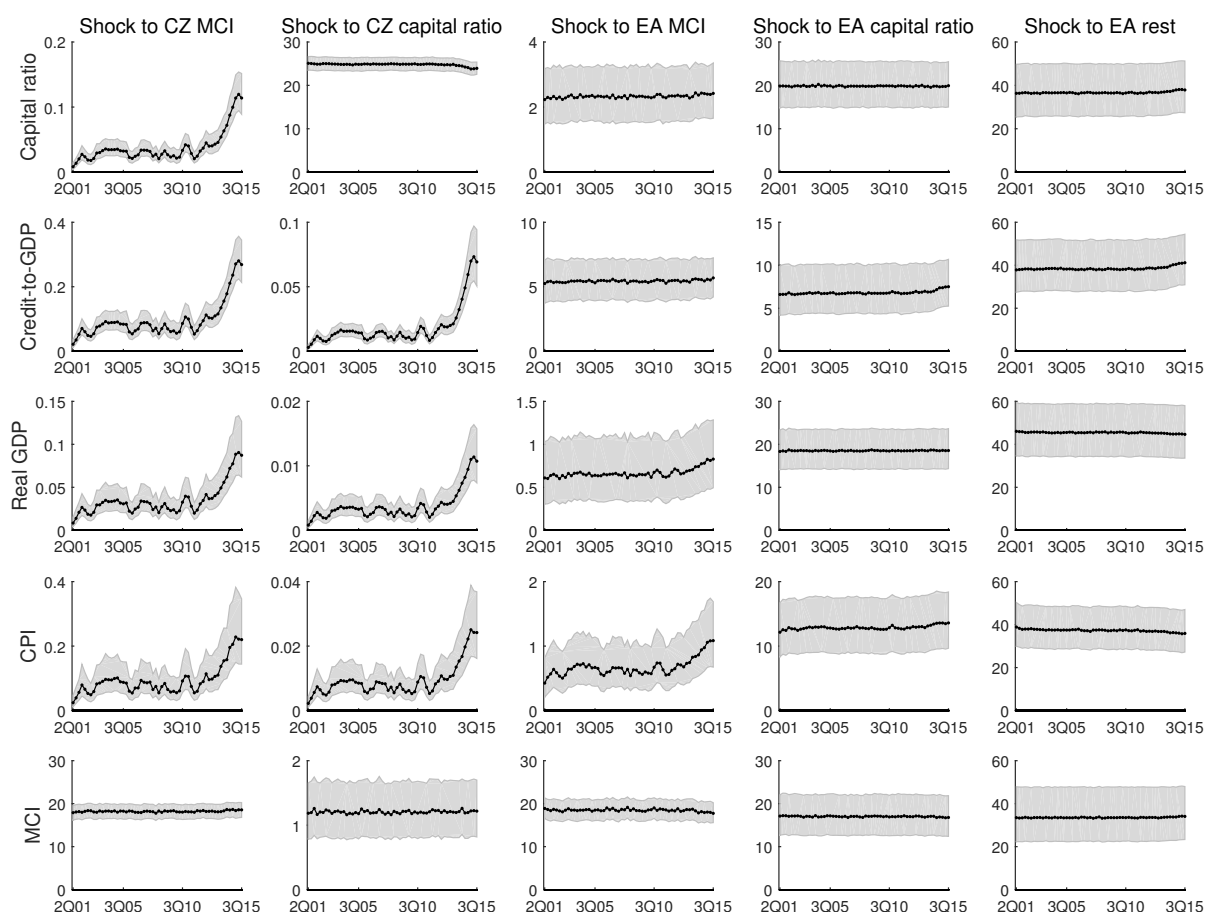 Shock to CZ MCI Shock to CZ capital ratio Shock to EA MCI Shock to EA capital ratio Shock to EA rest
Capital ratio
0.2 30 4 30 60
0.1 20 2 20 40
10 10 20
0 0 0 0 0
2Q01 3Q05 3Q10 3Q15 2Q01 3Q05 3Q10 3Q15 2Q01 3Q05 3Q10 3Q15 2Q01 3Q05 3Q10 3Q15 2Q01 3Q05 3Q10 3Q15
Credit-to-GDP
0.4 0.1 10 15 60
0.2 0.05 5 10 40
5 20
0 0 0 0 0
2Q01 3Q05 3Q10 3Q15 2Q01 3Q05 3Q10 3Q15 2Q01 3Q05 3Q10 3Q15 2Q01 3Q05 3Q10 3Q15 2Q01 3Q05 3Q10 3Q15
Real GDP
0.15 0.02 1.5 30 60
0.1 0.01 1 20 40
0.05 0.5 10 20
0 0 0 0 0
2Q01 3Q05 3Q10 3Q15 2Q01 3Q05 3Q10 3Q15 2Q01 3Q05 3Q10 3Q15 2Q01 3Q05 3Q10 3Q15 2Q01 3Q05 3Q10 3Q15
CPI
0.4 0.04 2 20 60
0.2 0.02 1 10 40
20
0 0 0 0 0
2Q01 3Q05 3Q10 3Q15 2Q01 3Q05 3Q10 3Q15 2Q01 3Q05 3Q10 3Q15 2Q01 3Q05 3Q10 3Q15 2Q01 3Q05 3Q10 3Q15
MCI
30 2 30 30 60
20 1 20 20 40
10 10 10 20
0 0 0 0 0
2Q01 3Q05 3Q10 3Q15 2Q01 3Q05 3Q10 3Q15 2Q01 3Q05 3Q10 3Q15 2Q01 3Q05 3Q10 3Q15 2Q01 3Q05 3Q10 3Q15